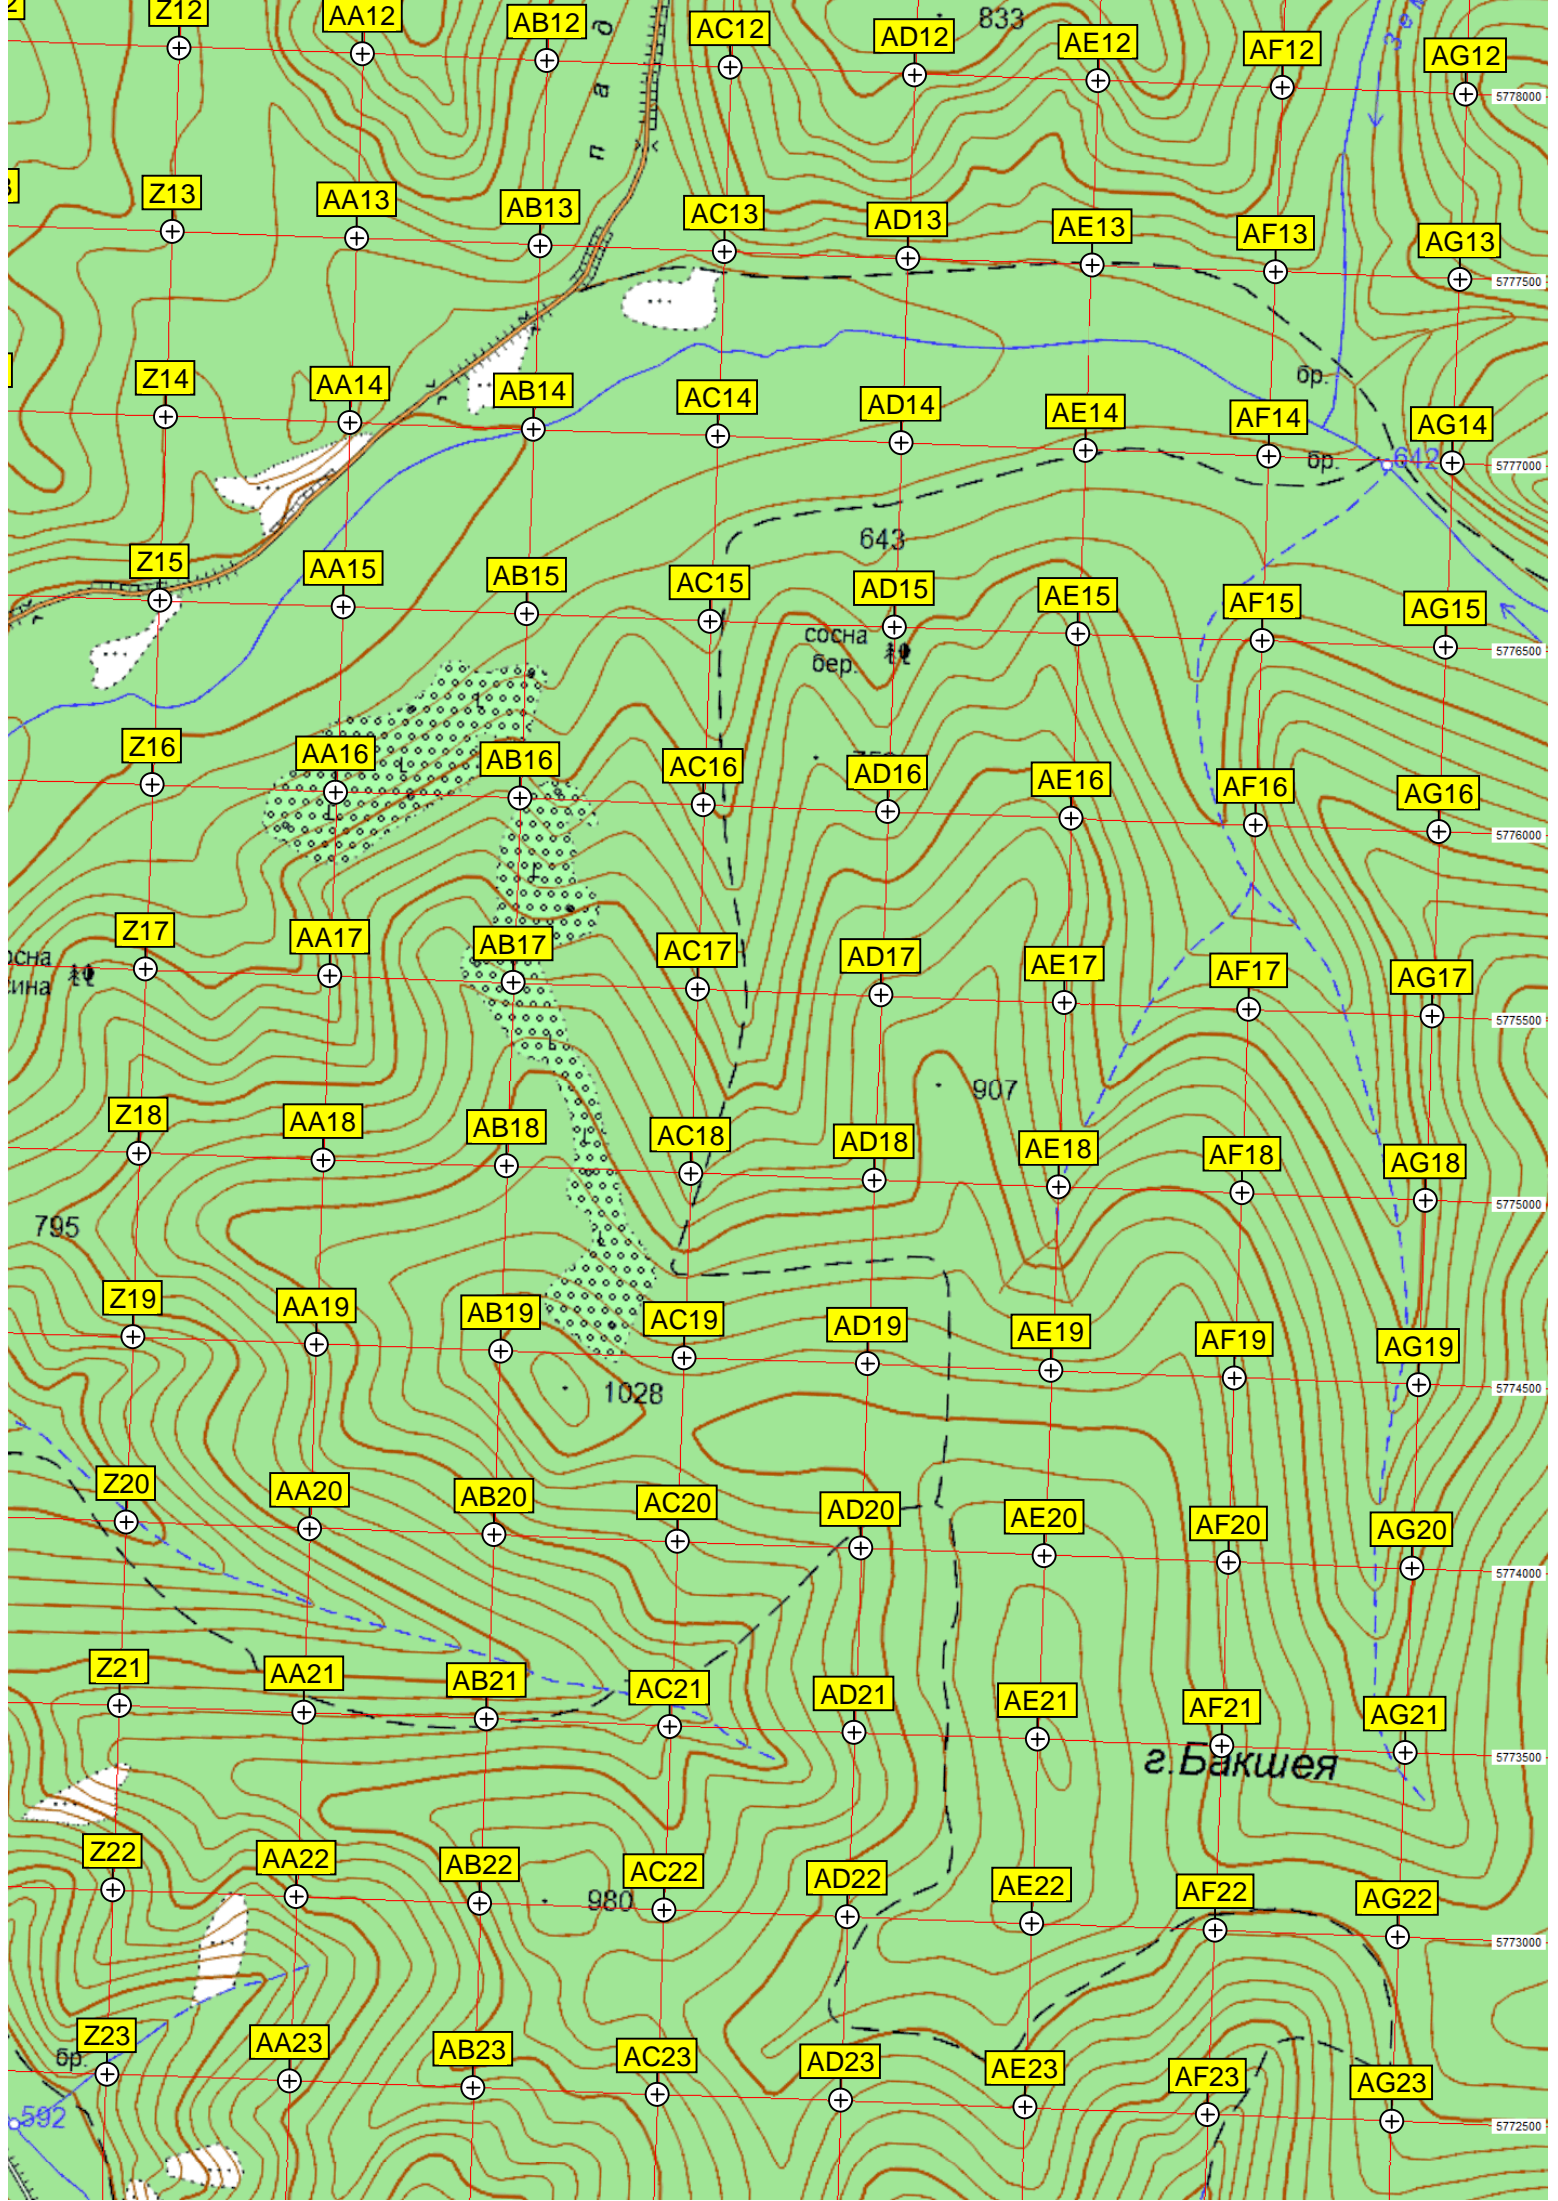 Z12 AA12 AB12 AC12 AD12 833 AE12 AF12 AG12
5778000
п а д
Z13 AA13 AB13 AC13 AD13 AE13 AF13 AG13
5777500
Z14 AA14 AB14 AC14 AD14 AE14 AF14 AG14
бр.
бр. 642
5777000
643
Z15 AA15 AB15 AC15 AD15 AE15 AF15 AG15
сосна
бер.
5776500
Z16 AA16 AB16 AC16 AD16 AE16 AF16 AG16
5776000
Z17 AA17 AB17 AC17 AD17 AE17 AF17 AG17
5775500
907
Z18 AA18 AB18 AC18 AD18 AE18 AF18 AG18
5775000
795
Z19 AA19 AB19 AC19 AD19 AE19 AF19 AG19
1028
5774500
Z20 AA20 AB20 AC20 AD20 AE20 AF20 AG20
5774000
Z21 AA21 AB21 AC21 AD21 AE21 AF21 AG21
г.Бакшея
5773500
Z22 AA22 AB22 AC22 AD22 AE22 AF22 AG22
980
5773000
Z23 AA23 AB23 AC23 AD23 AE23 AF23 AG23
бр.
592
5772500